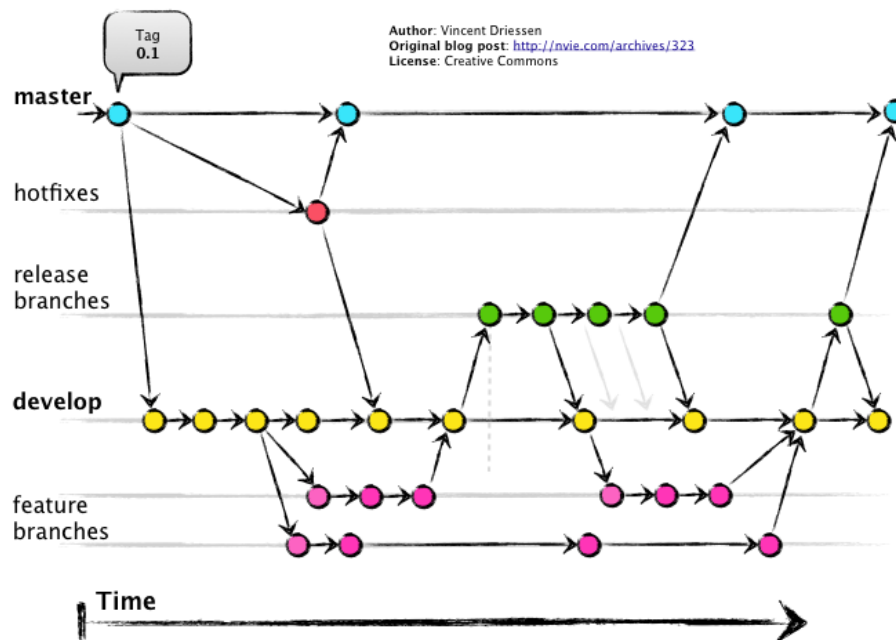 Tag
0.1
Author: Vincent Driessen
Original blog post: http://nvie.com/archives/323
License: Creative Commons
master
hotfixes
release
branches
develop
feature
branches
Time